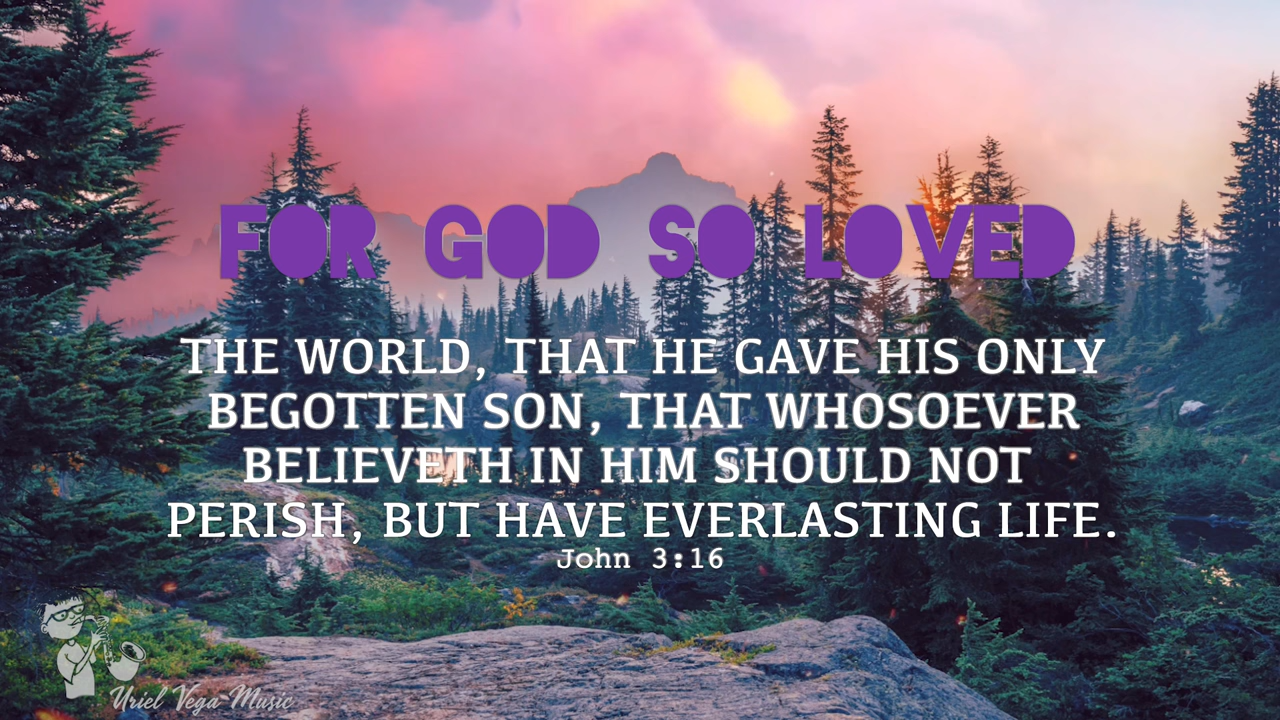 FOR GOD SO LOVED
THE WORLD, THAT HE GAVE HIS ONLY
BEGOTTEN SON, THAT WHOSOEVER
BELIEVETH IN HIM SHOULD NOT
PERISH, BUT HAVE EVERLASTING LIFE.
John 3:16
Uriel Vega Music